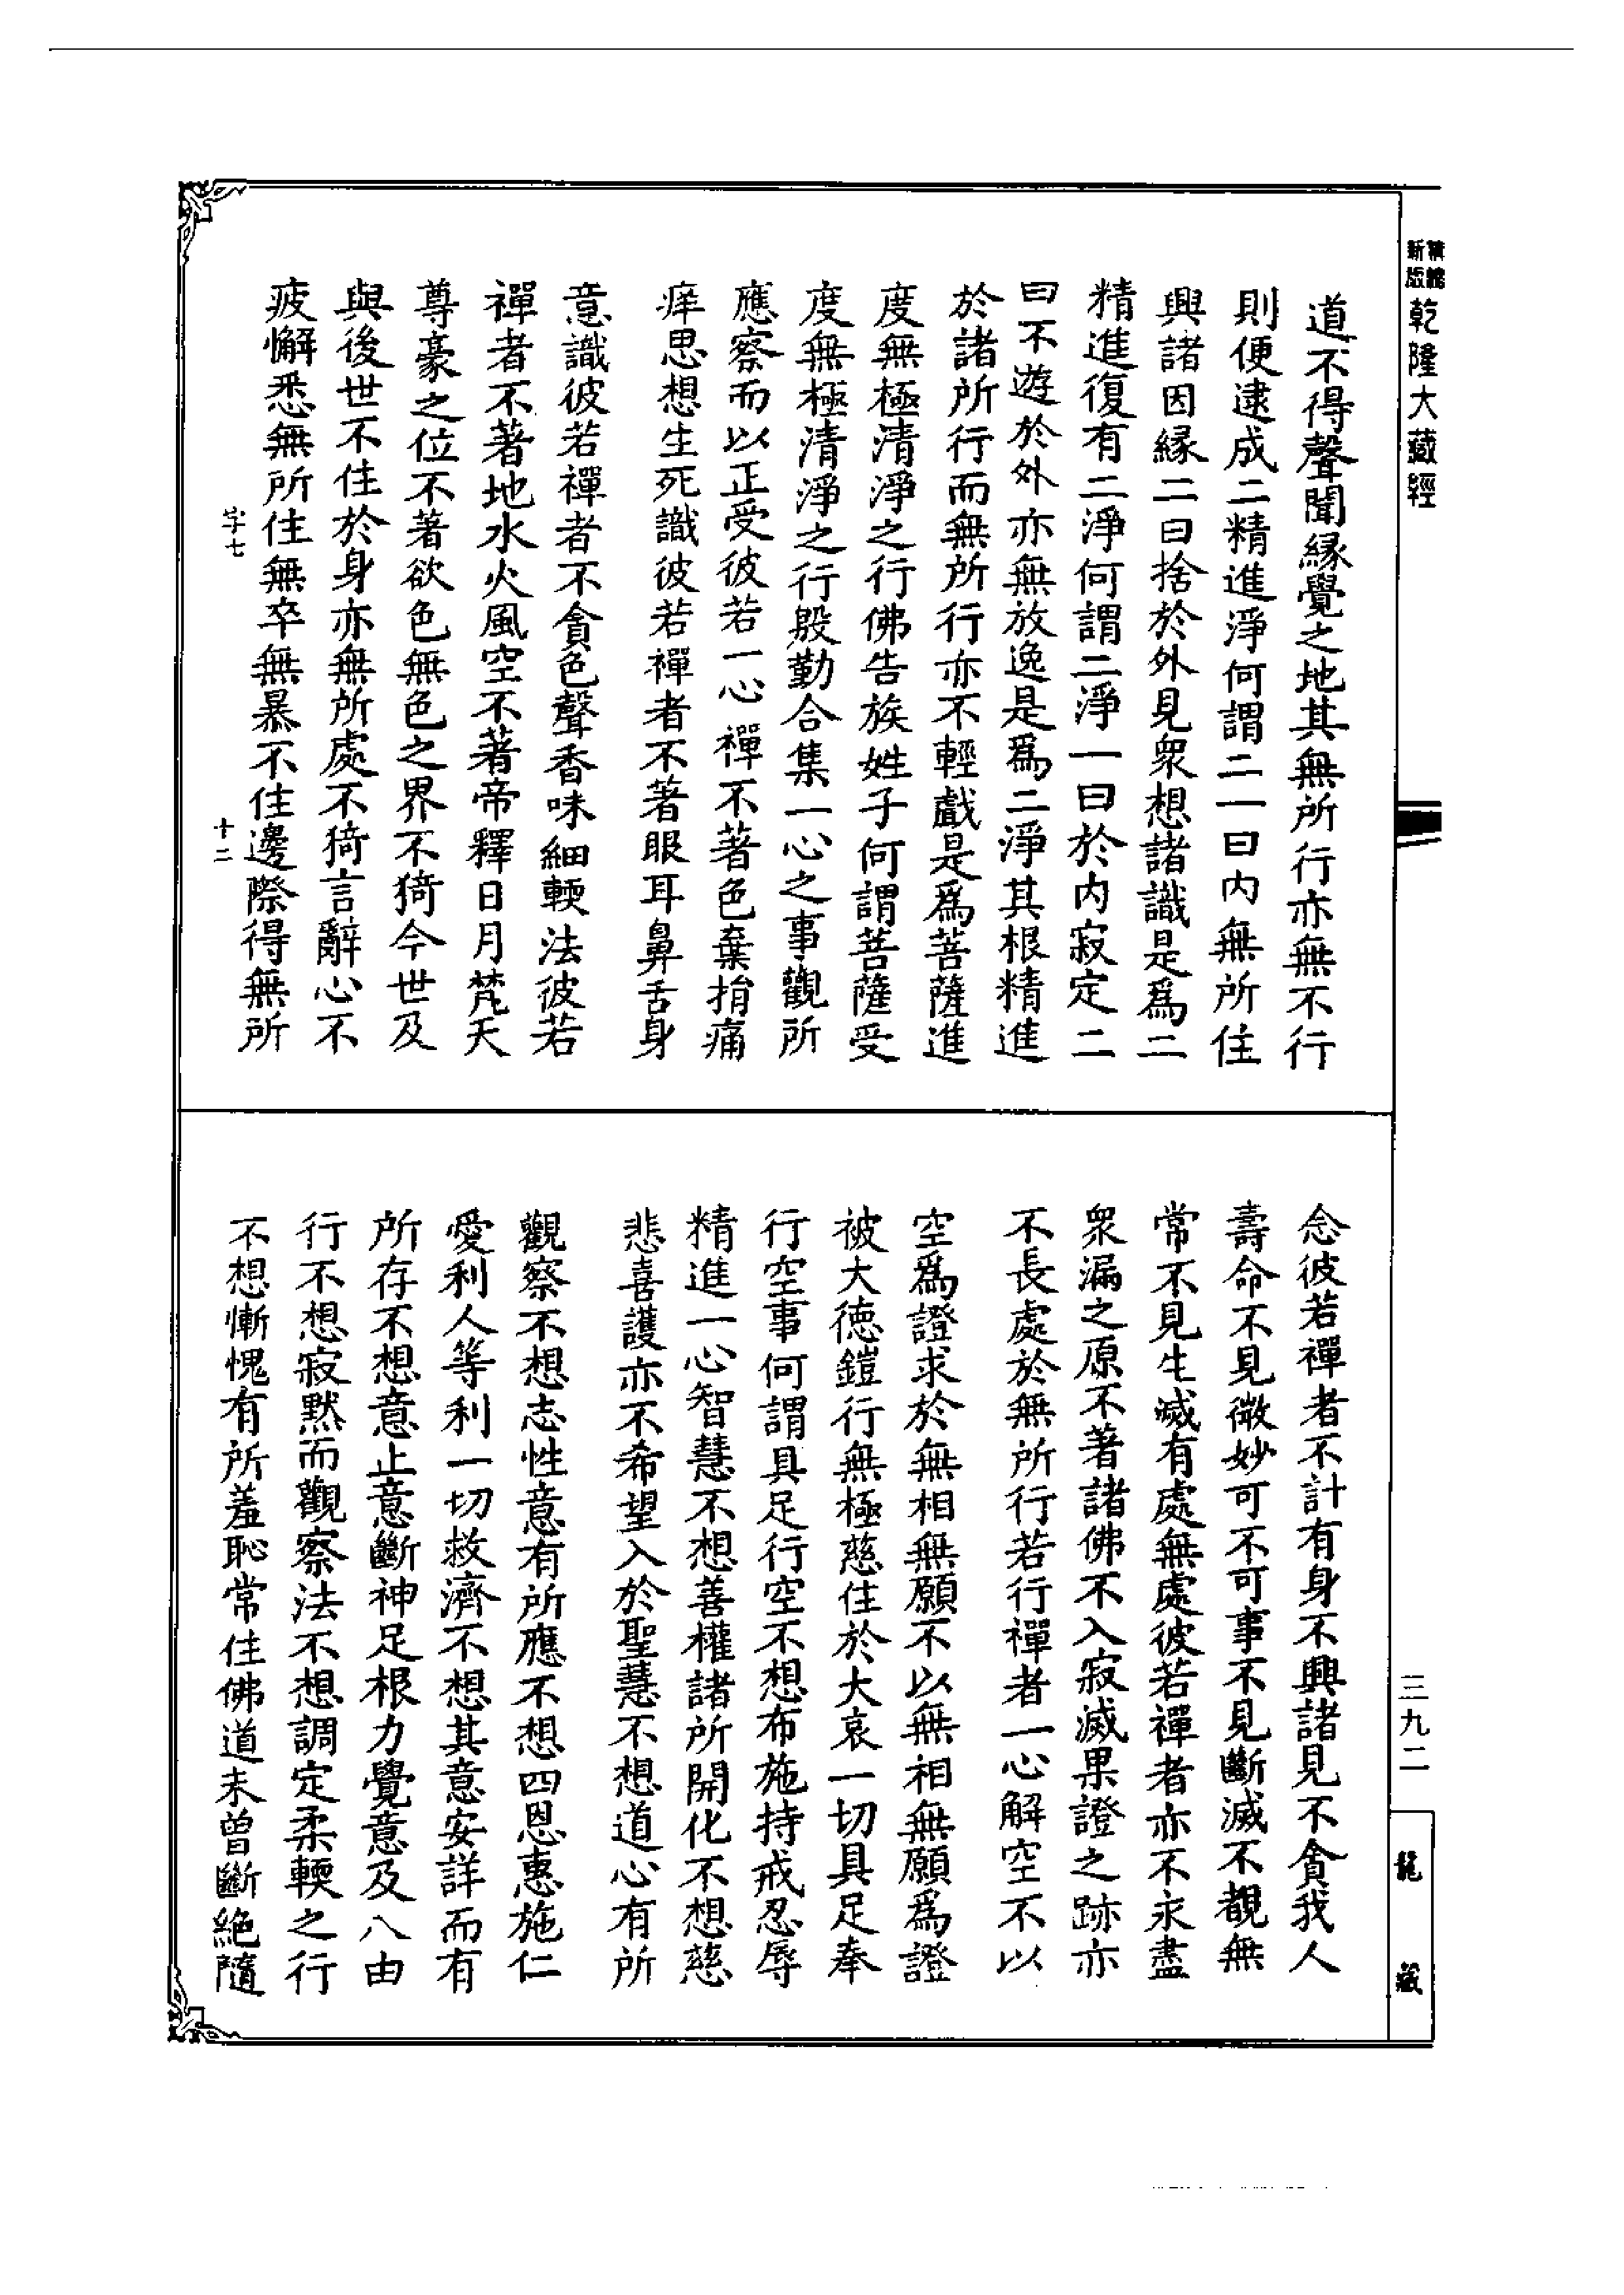 新版精縮乾隆大藏經
道不得聲聞緣覺之地其無所行亦無不行
則便逮成二精進淨何謂二一曰內無所住
興諸因緣二曰捨於外見衆想諸識是爲二
精進復有二淨何謂二淨一曰於內寂定二
曰不遊於外亦無放逸是爲二淨其根精進
於諸所行而無所行亦不輕戲是爲菩薩進
度無極清淨之行佛告族姓子何謂菩薩受
度無極清淨之行殷勤合集一心之事觀所
應察而以正受彼若一心禪不著色棄捐痛
痒思想生死識彼若禪者不著眼耳鼻舌身
意識彼若禪者不貪色聲香味細輭法彼若
禪者不著地水火風空不著帝釋日月梵天
尊豪之位不著欲色無色之界不猗今世及
與後世不住於身亦無所處不猗言辭心不
疲懈悉無所住無卒無暴不住邊際得無所
字七
十二
念彼若禪者不計有身不興諸見不貪我人
壽命不見微妙可不可事不見斷滅不覩無
常不見生滅有處無處彼若禪者亦不永盡
衆漏之原不著諸佛不入寂滅果證之跡亦
不長處於無所行若行禪者一心解空不以
空爲證求於無相無願不以無相無願爲證
被大德鎧行無極慈住於大哀一切具足奉
行空事何謂具足行空不想布施持戒忍辱
精進一心智慧不想善權諸所開化不想慈
悲喜護亦不希望入於聖慧不想道心有所
觀察不想志性意有所應不想四恩惠施仁
愛利人等利一切救濟不想其意安詳而有
所存不想意止意斷神足根力覺意及八由
行不想寂默而觀察法不想調定柔輭之行
不想慚愧有所羞恥常住佛道未曾斷絕隨
三九二
龍藏